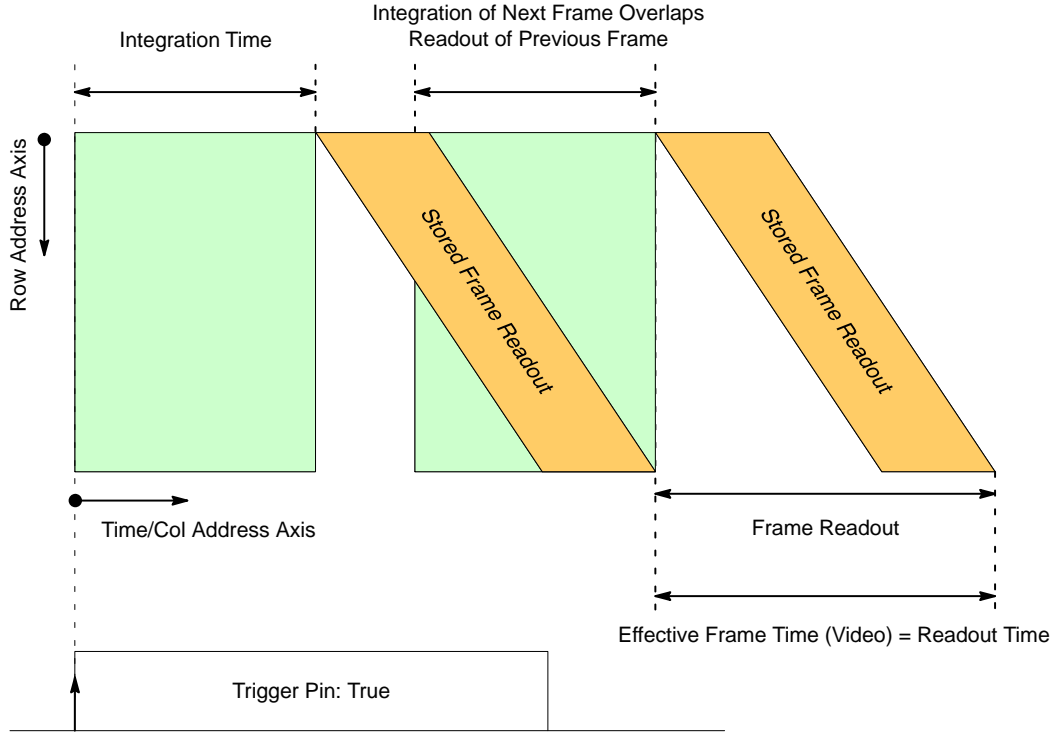 Integration of Next Frame Overlaps
Readout of Previous Frame
Integration Time
Row Address Axis
Stored Frame Readout
Stored Frame Readout
Time/Col Address Axis
Frame Readout
Effective Frame Time (Video) = Readout Time
Trigger Pin: True